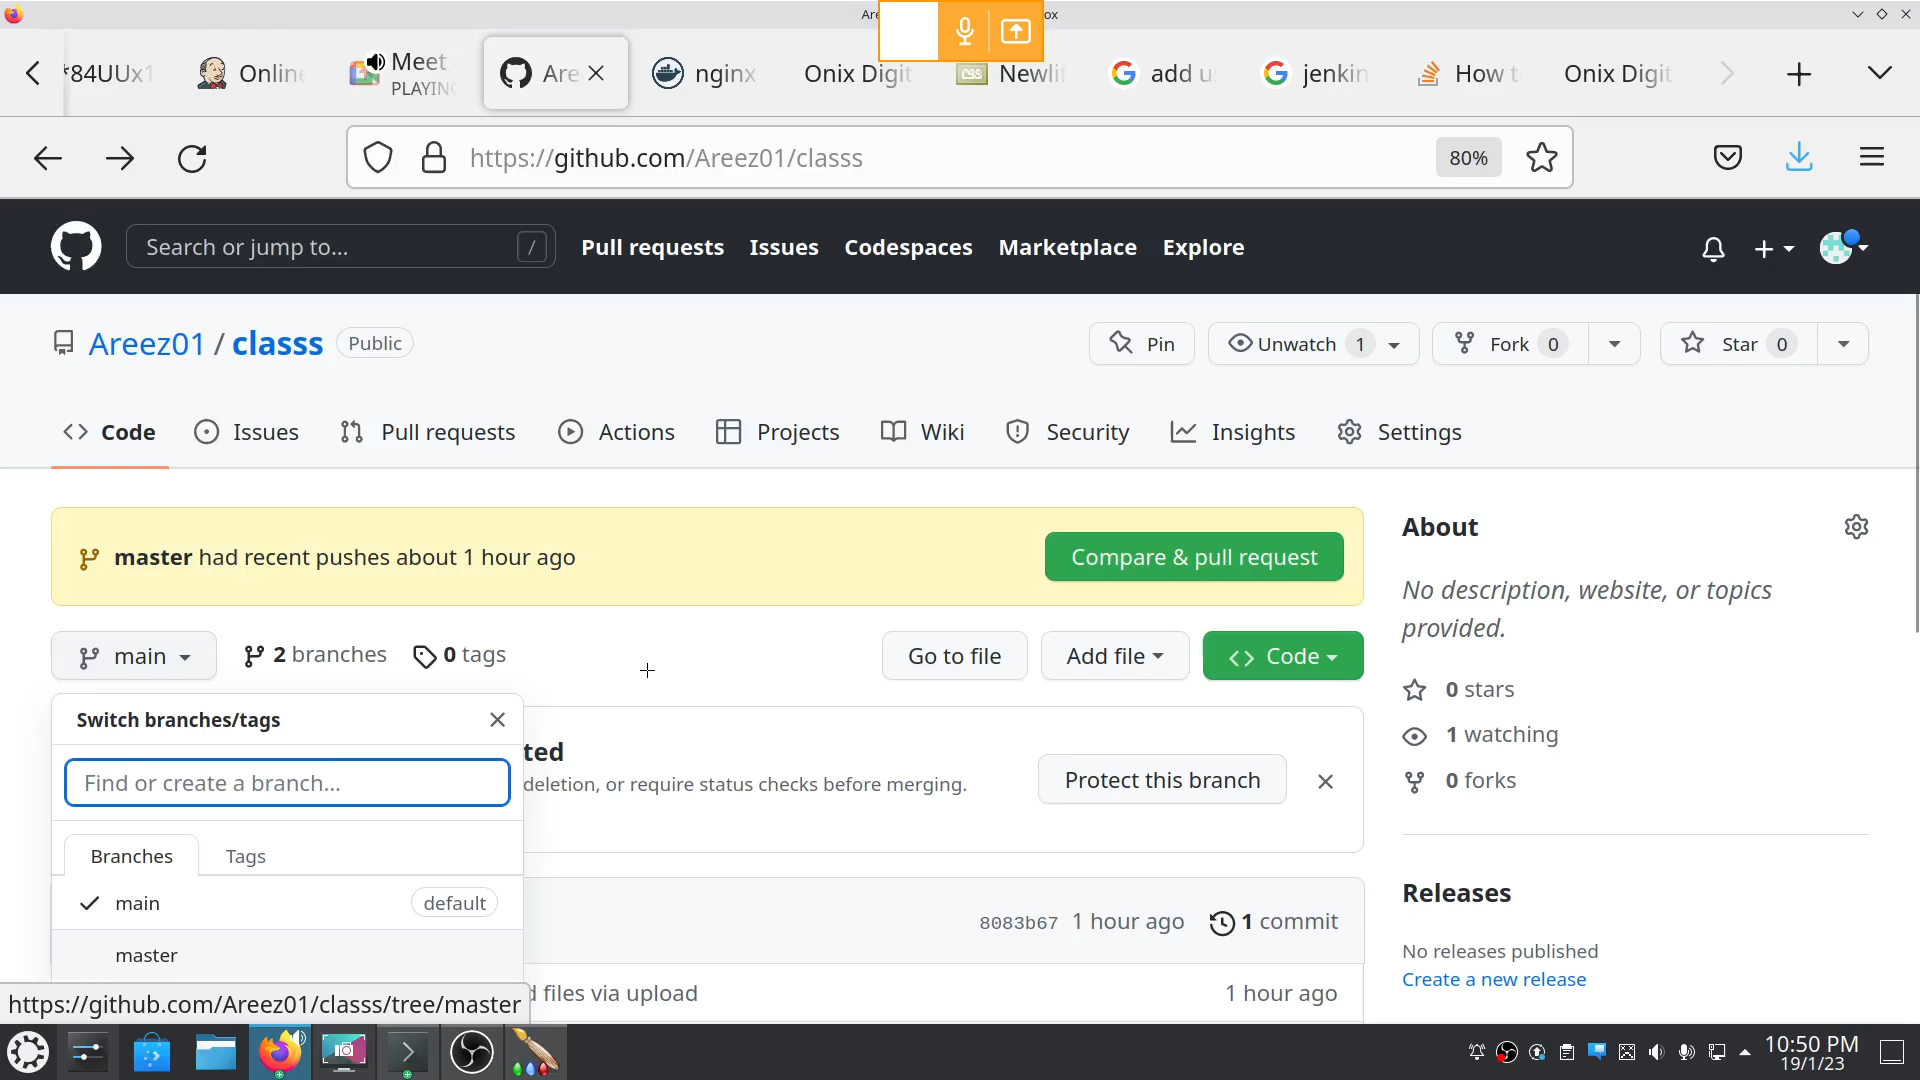 Are
ox
*84UUx1
Online
Meet
PLAYING
Are
nginx
Onix Digit
Newlif
add us
jenkin
How t
Onix Digit
https://github.com/Areez01/classs
80%
Search or jump to...
/
Pull requests
Issues
Codespaces
Marketplace
Explore
Areez01 / classs
Public
Pin
Unwatch 1
Fork 0
Star 0
Code
Issues
Pull requests
Actions
Projects
Wiki
Security
Insights
Settings
master had recent pushes about 1 hour ago
Compare & pull request
About
No description, website, or topics
provided.
main
2 branches
0 tags
Go to file
Add file
Code
0 stars
1 watching
0 forks
Switch branches/tags
ted
deletion, or require status checks before merging.
Protect this branch
Find or create a branch...
Branches
Tags
main
default
master
8083b67 1 hour ago
1 commit
Releases
No releases published
Create a new release
https://github.com/Areez01/classs/tree/master
d files via upload
1 hour ago
10:50 PM
19/1/23